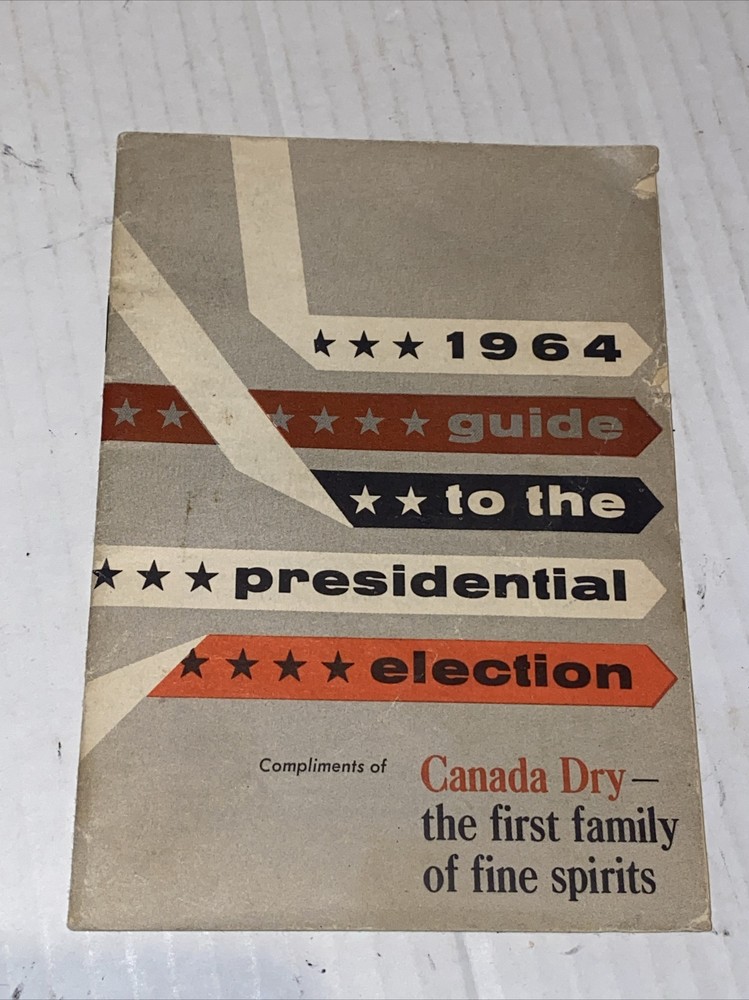 1964
guide
to the
presidential
election
Compliments of
Canada Dry—
the first family
of fine spirits